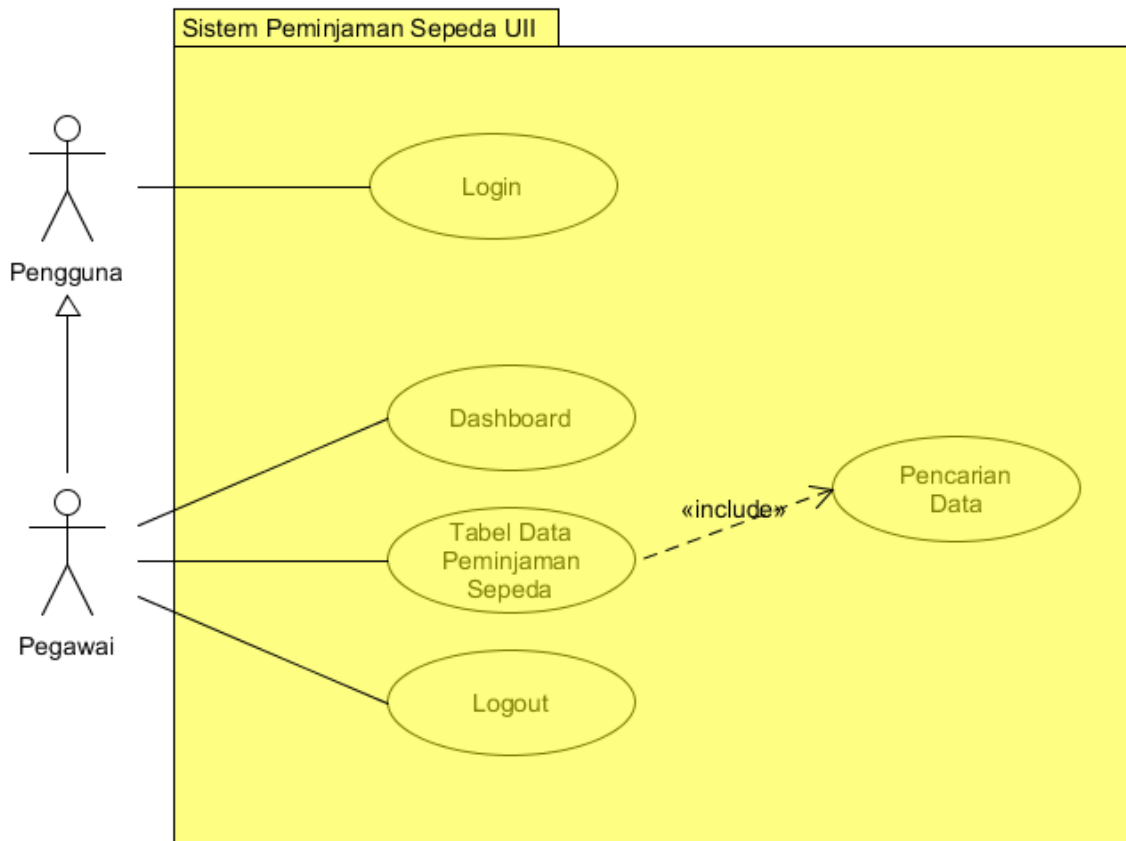 Sistem Peminjaman Sepeda UII
Login
Pengguna
Dashboard
Pencarian
Data
«include»
Tabel Data
Peminjaman
Sepeda
Pegawai
Logout